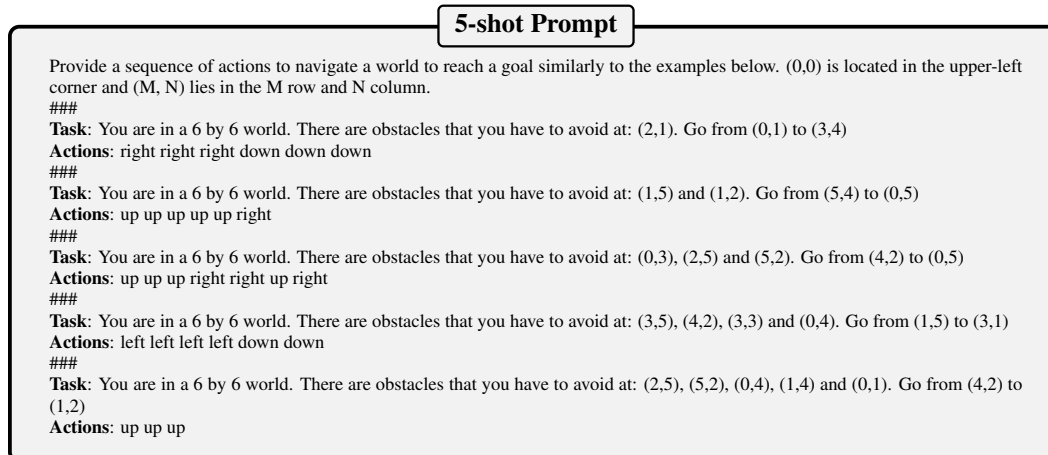 5-shot Prompt
Provide a sequence of actions to navigate a world to reach a goal similarly to the examples below. (0,0) is located in the upper-left
corner and (M, N) lies in the M row and N column.
###
Task: You are in a 6 by 6 world. There are obstacles that you have to avoid at: (2,1). Go from (0,1) to (3,4)
Actions: right right right down down down
###
Task: You are in a 6 by 6 world. There are obstacles that you have to avoid at: (1,5) and (1,2). Go from (5,4) to (0,5)
Actions: up up up up up right
###
Task: You are in a 6 by 6 world. There are obstacles that you have to avoid at: (0,3), (2,5) and (5,2). Go from (4,2) to (0,5)
Actions: up up up right right up right
###
Task: You are in a 6 by 6 world. There are obstacles that you have to avoid at: (3,5), (4,2), (3,3) and (0,4). Go from (1,5) to (3,1)
Actions: left left left left down down
###
Task: You are in a 6 by 6 world. There are obstacles that you have to avoid at: (2,5), (5,2), (0,4), (1,4) and (0,1). Go from (4,2) to
(1,2)
Actions: up up up